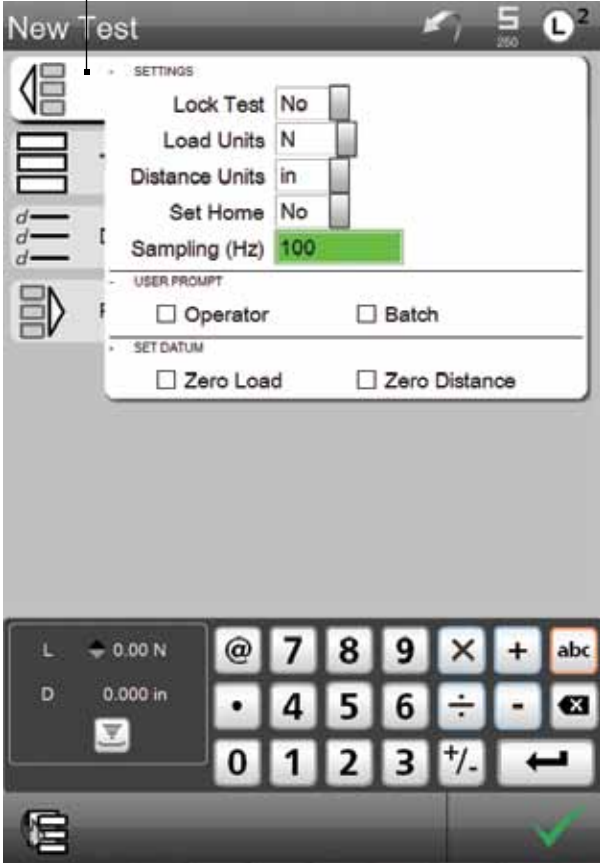 New Test
S
250
L2
- SETTINGS
Lock Test No
Load Units N
Distance Units in
Set Home No
Sampling (Hz) 100
- USER PROMPT
Operator Batch
- SET DATUM
Zero Load Zero Distance
d
d
d
L 0.00 N
D 0.000 in
@ 7 8 9 × + abc
. 4 5 6 ÷ -
0 1 2 3 +/-